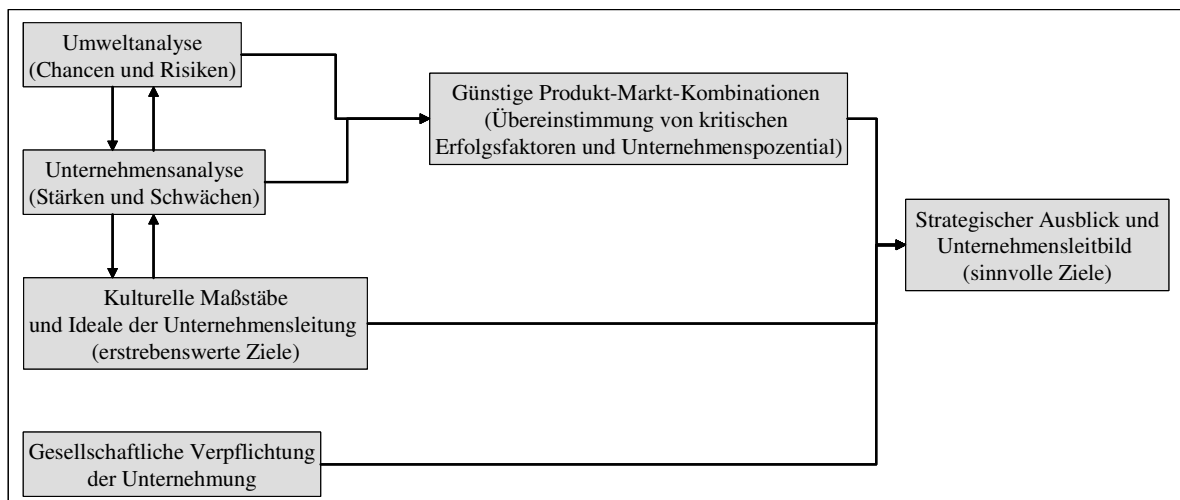 Umweltanalyse
(Chancen und Risiken)
Günstige Produkt-Markt-Kombinationen
(Übereinstimmung von kritischen
Erfolgsfaktoren und Unternehmenspozential)
Unternehmensanalyse
(Stärken und Schwächen)
Strategischer Ausblick und
Unternehmensleitbild
(sinnvolle Ziele)
Kulturelle Maßstäbe
und Ideale der Unternehmensleitung
(erstrebenswerte Ziele)
Gesellschaftliche Verpflichtung
der Unternehmung